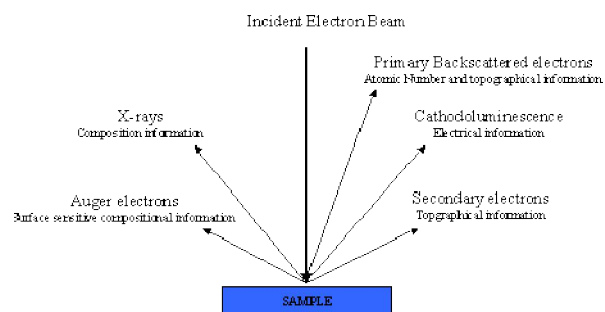 Incident Electron Beam
Primary Backscattered electrons
Atomic Number and topographical information
X-rays
Composition information
Cathodoluminescence
Electrical information
Auger electrons
Surface sensitive compositional information
Secondary electrons
Topgraphical information
SAMPLE